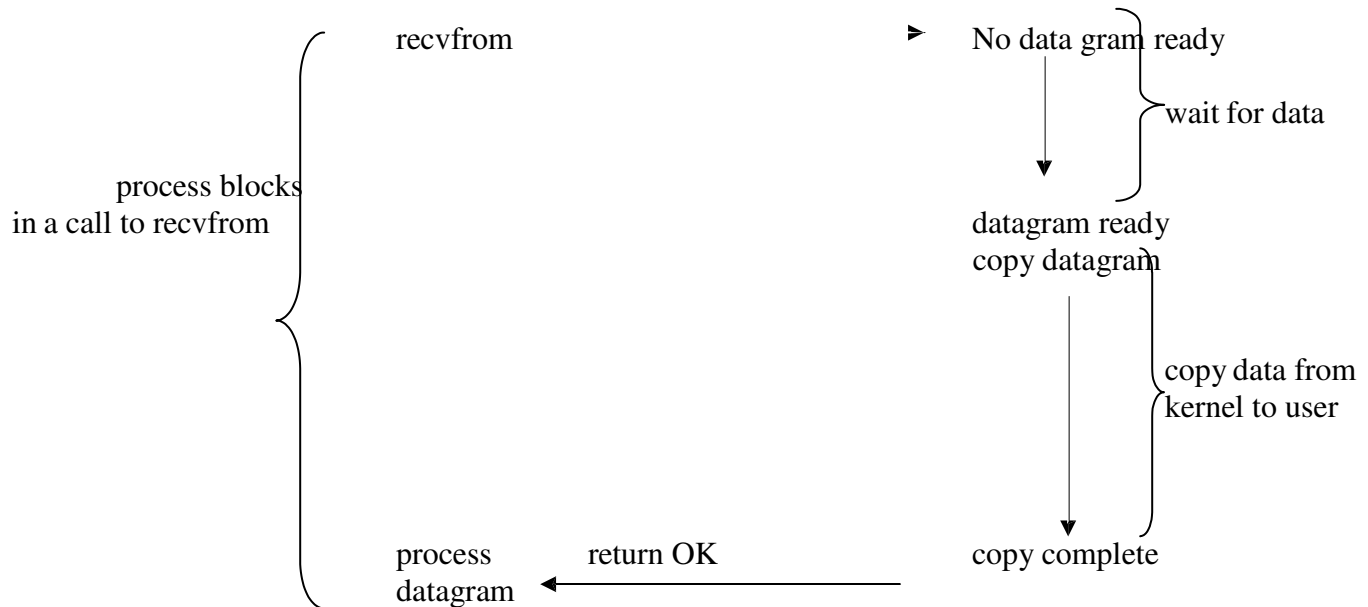 recvfrom
No data gram ready
wait for data
process blocks
in a call to recvfrom
datagram ready
copy datagram
copy data from
kernel to user
process
datagram
return OK
copy complete